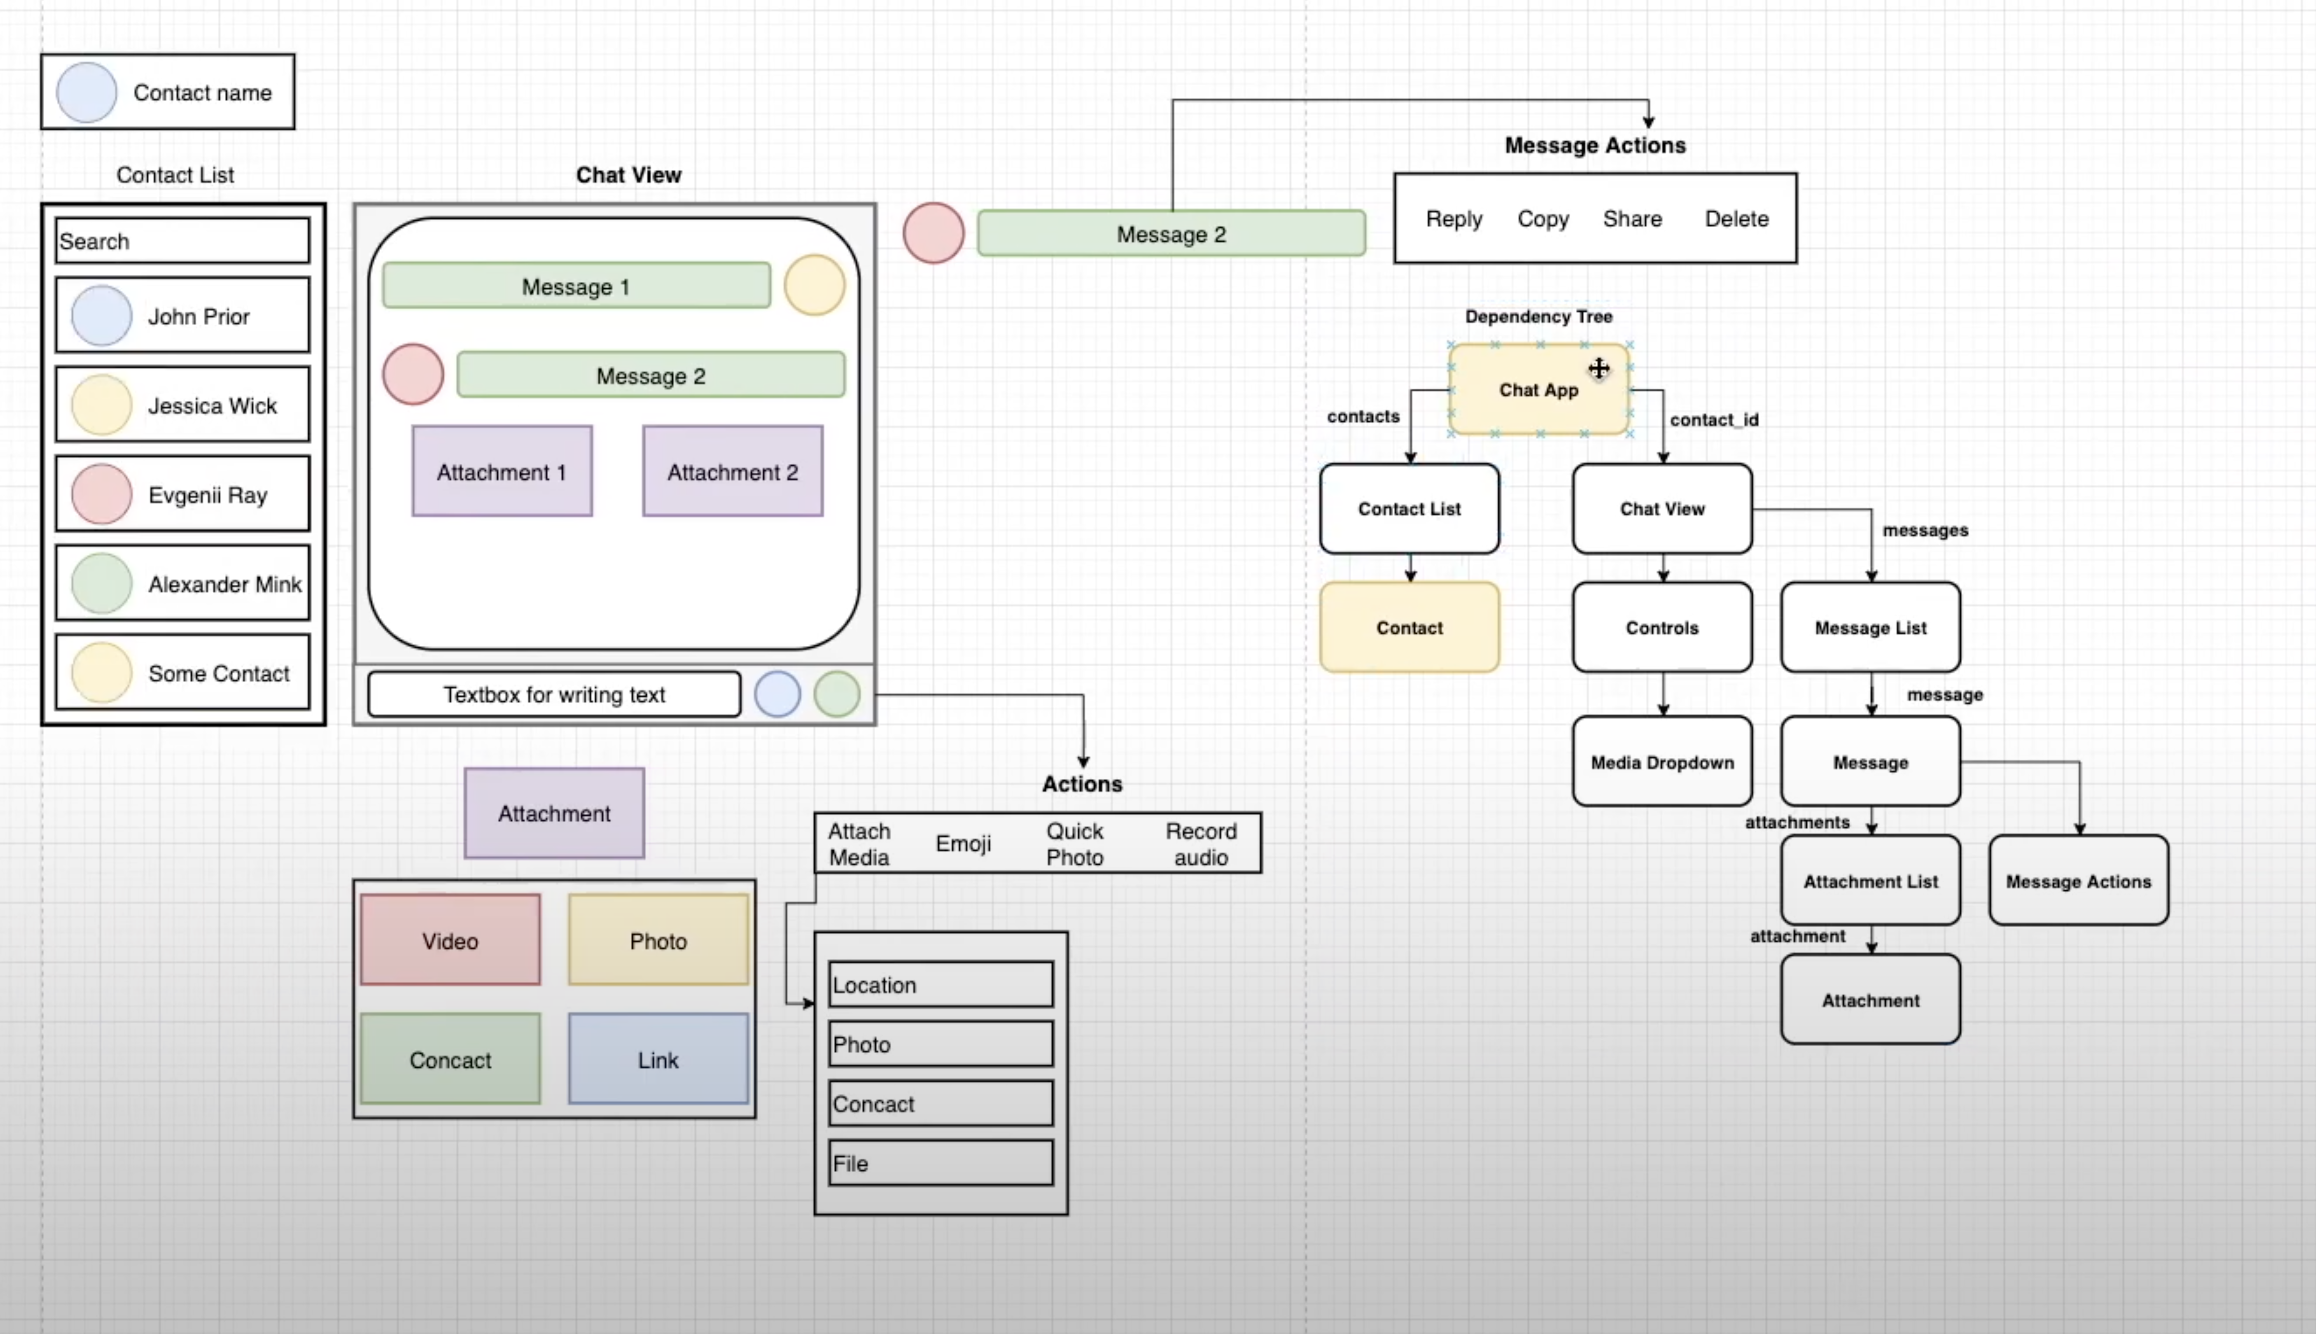 Contact name
Contact List
Search
John Prior
Jessica Wick
Evgenii Ray
Alexander Mink
Some Contact
Chat View
Message 1
Message 2
Attachment 1
Attachment 2
Textbox for writing text
Message 2
Message Actions
Reply Copy Share Delete
Attachment
Video
Photo
Concact
Link
Actions
Attach
Media
Emoji
Quick
Photo
Record
audio
Location
Photo
Concact
File
Dependency Tree
Chat App
contacts
contact_id
Contact List
Chat View
messages
Contact
Controls
Message List
message
Media Dropdown
Message
attachments
Attachment List
Message Actions
attachment
Attachment